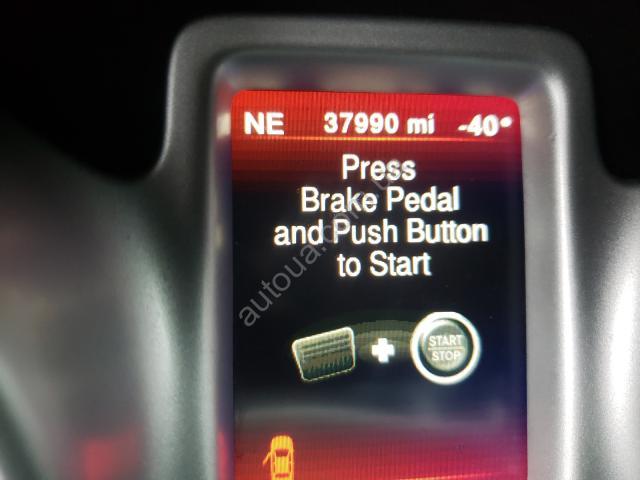 NE 37990 mi -40°
Press
Brake Pedal
and Push Button
to Start
START
STOP